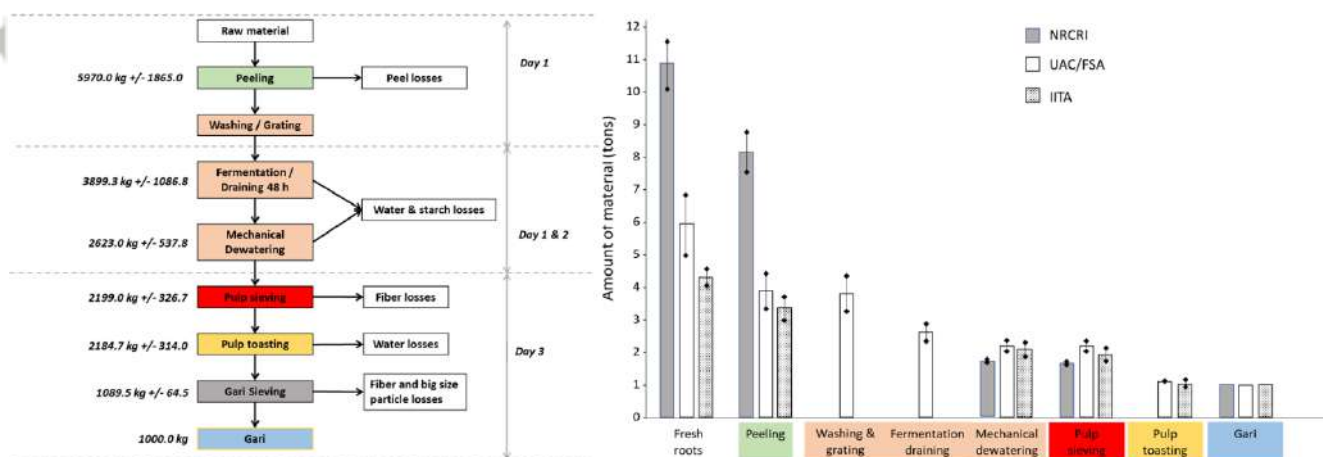 Raw material
5970.0 kg +/- 1865.0
Peeling
Peel losses
Day 1
Washing / Grating
3899.3 kg +/- 1086.8
Fermentation /
Draining 48 h
Water & starch losses
2623.0 kg +/- 537.8
Mechanical
Dewatering
Day 1 & 2
2199.0 kg +/- 326.7
Pulp sieving
Fiber losses
2184.7 kg +/- 314.0
Pulp toasting
Water losses
Day 3
1089.5 kg +/- 64.5
Gari Sieving
Fiber and big size
particle losses
1000.0 kg
Gari
Amount of material (tons)
12
11
10
9
8
7
6
5
4
3
2
1
0
NRCRI
UAC/FSA
IITA
Fresh
roots
Peeling
Washing &
grating
Fermentation
draining
Mechanical
dewatering
Pulp
sieving
Pulp
toasting
Gari